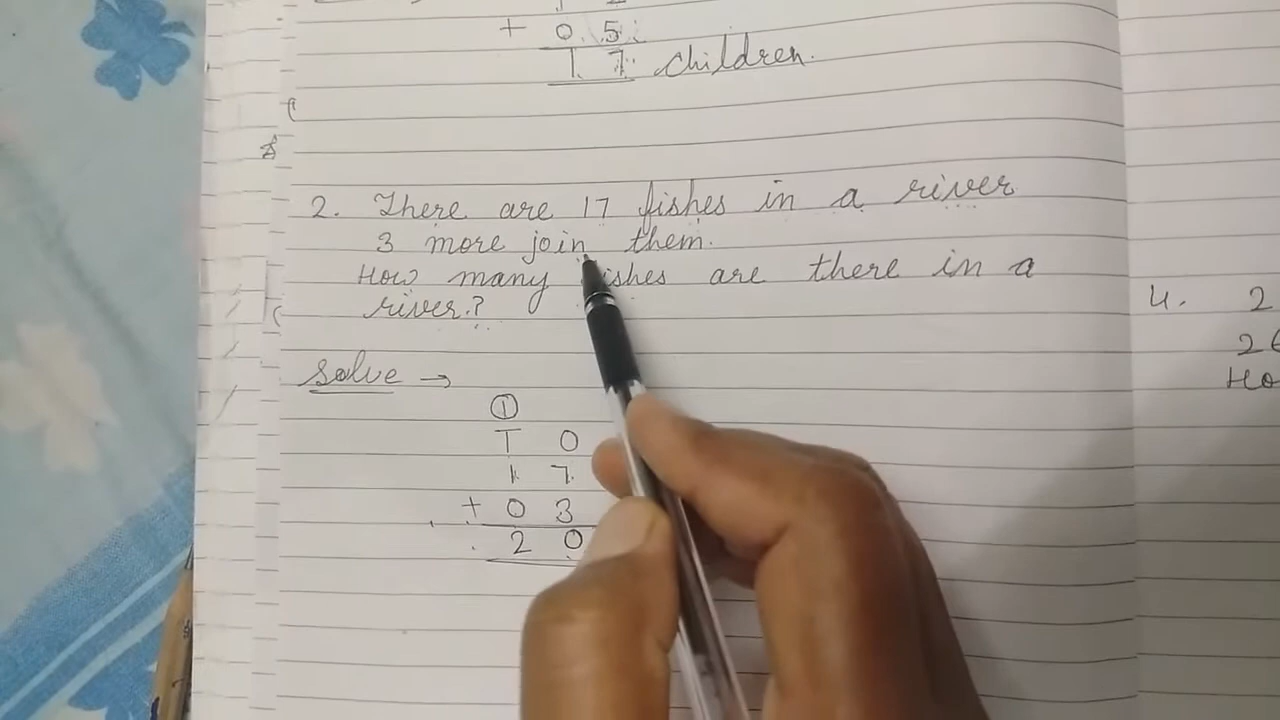 + 0 5
1 7 children.
2. There are 17 fishes in a river
3 more join them.
How many fishes are there in a
river.?
Solve →
1
T O
1 7
+ 0 3
2 0
4. 2
26
Ho